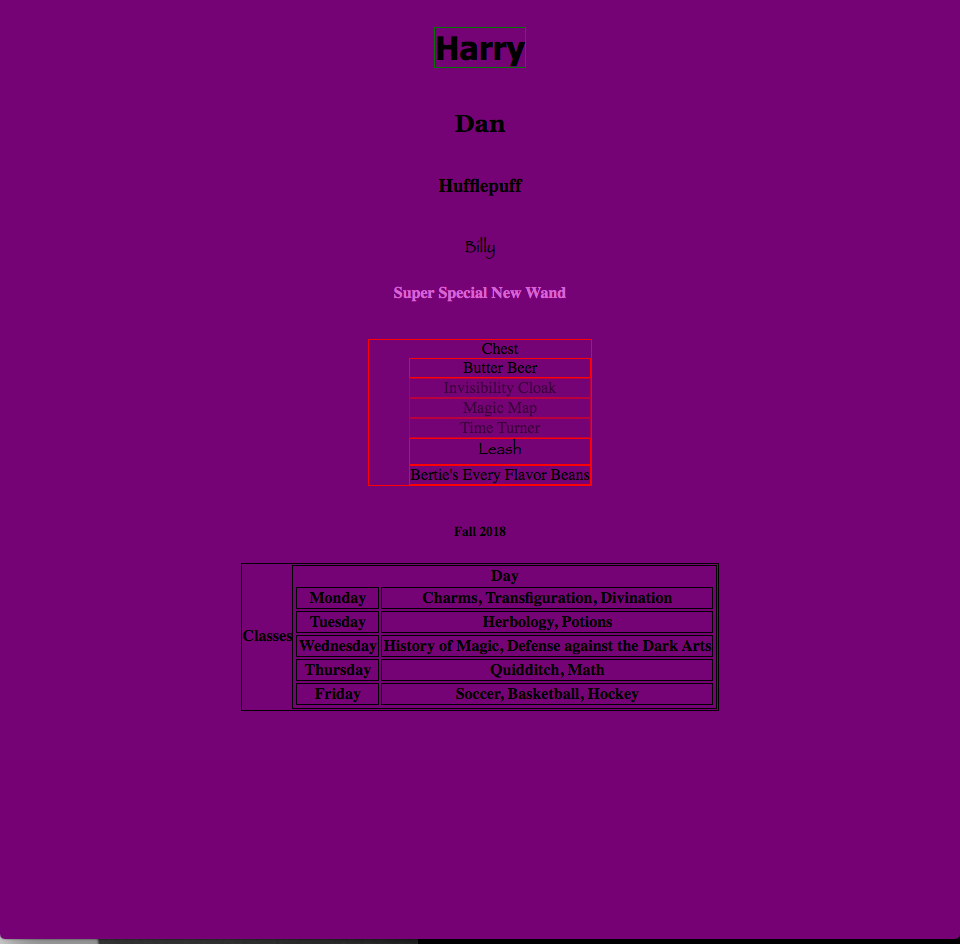 Harry
Dan
Hufflepuff
Billy
Super Special New Wand
Chest
Butter Beer
Invisibility Cloak
Magic Map
Time Turner
Leash
Bertie's Every Flavor Beans
Fall 2018
Classes
Day
Monday Charms, Transfiguration, Divination
Tuesday Herbology, Potions
Wednesday History of Magic, Defense against the Dark Arts
Thursday Quidditch, Math
Friday Soccer, Basketball, Hockey